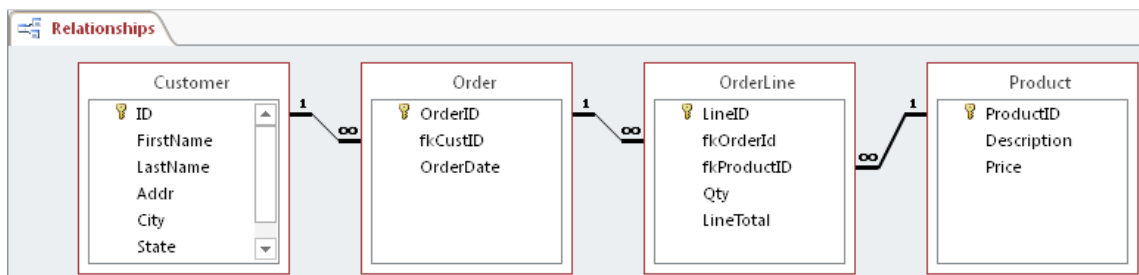 Relationships
Customer
ID
FirstName
LastName
Addr
City
State
1
∞
Order
OrderID
fkCustID
OrderDate
1
∞
OrderLine
LineID
fkOrderId
fkProductID
Qty
LineTotal
∞
1
Product
ProductID
Description
Price